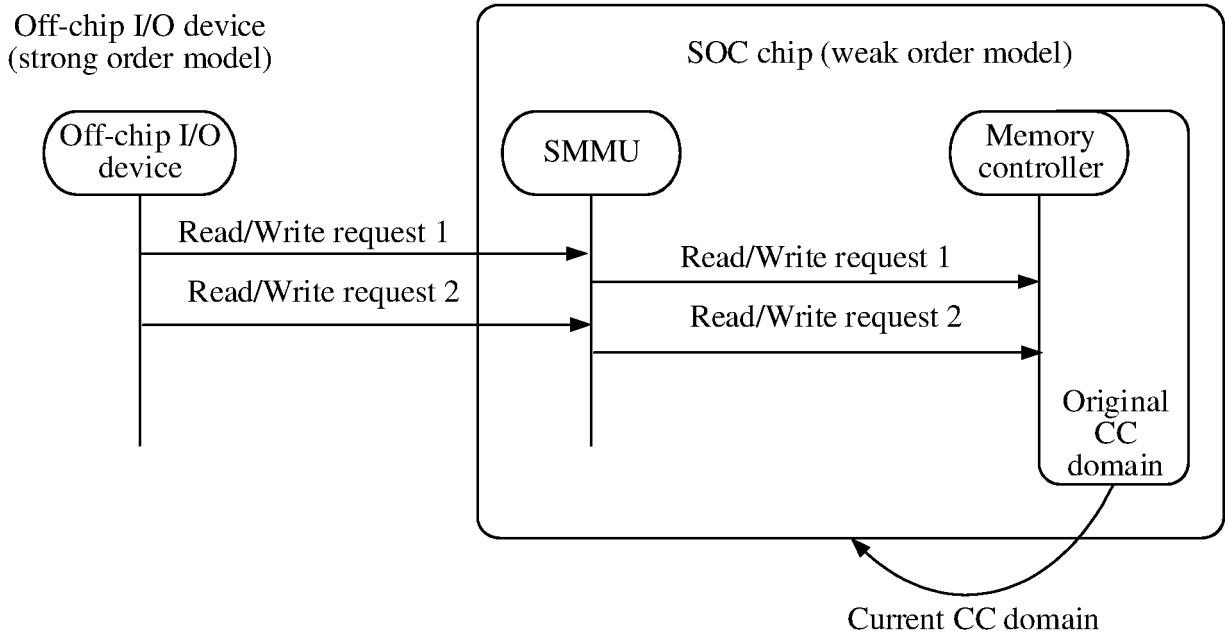 Off-chip I/O device
(strong order model)
SOC chip (weak order model)
Off-chip I/O
device
SMMU
Memory
controller
Read/Write request 1
Read/Write request 1
Read/Write request 2
Read/Write request 2
Original
CC
domain
Current CC domain